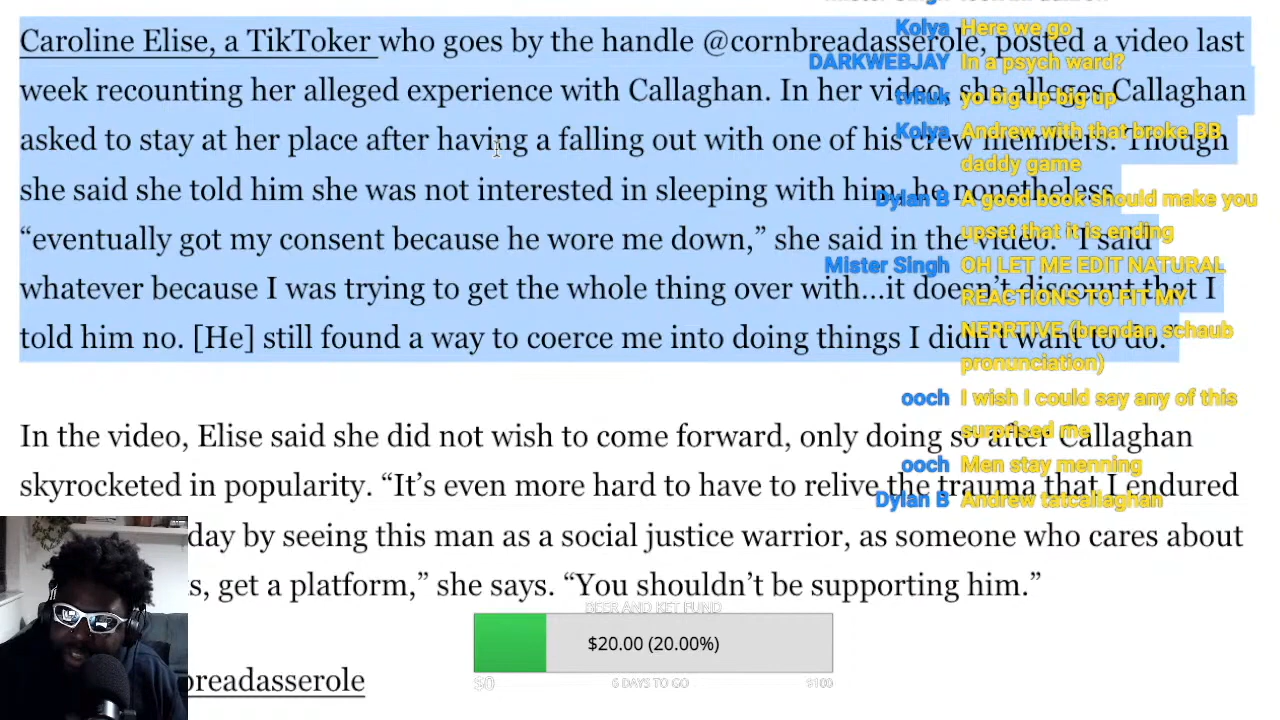 Caroline Elise, a TikToker who goes by the handle @cornbreadasserole, posted a video last
week recounting her alleged experience with Callaghan. In her video, she alleges Callaghan
asked to stay at her place after having a falling out with one of his crew members. Though
she said she told him she was not interested in sleeping with him, he nonetheless
“eventually got my consent because he wore me down,” she said in the video. “I said
whatever because I was trying to get the whole thing over with…it doesn’t discount that I
told him no. [He] still found a way to coerce me into doing things I didn’t want to do.”
In the video, Elise said she did not wish to come forward, only doing so after Callaghan
skyrocketed in popularity. “It’s even more hard to have to relive the trauma that I endured
day by seeing this man as a social justice warrior, as someone who cares about
s, get a platform,” she says. “You shouldn’t be supporting him.”
breadasserole
Kolya Here we go
DARKWEBJAY In a psych ward?
tvhuk yo big up big up
Kolya Andrew with that broke BB
daddy game
Dylan B A good book should make you
upset that it is ending
Mister Singh OH LET ME EDIT NATURAL
REACTIONS TO FIT MY
NERRTIVE (brendan schaub
pronunciation)
ooch I wish I could say any of this
surprised me
ooch Men stay menning
Dylan B Andrew tatcallaghan
BEER AND KET FUND
$20.00 (20.00%)
$0 6 DAYS TO GO $100